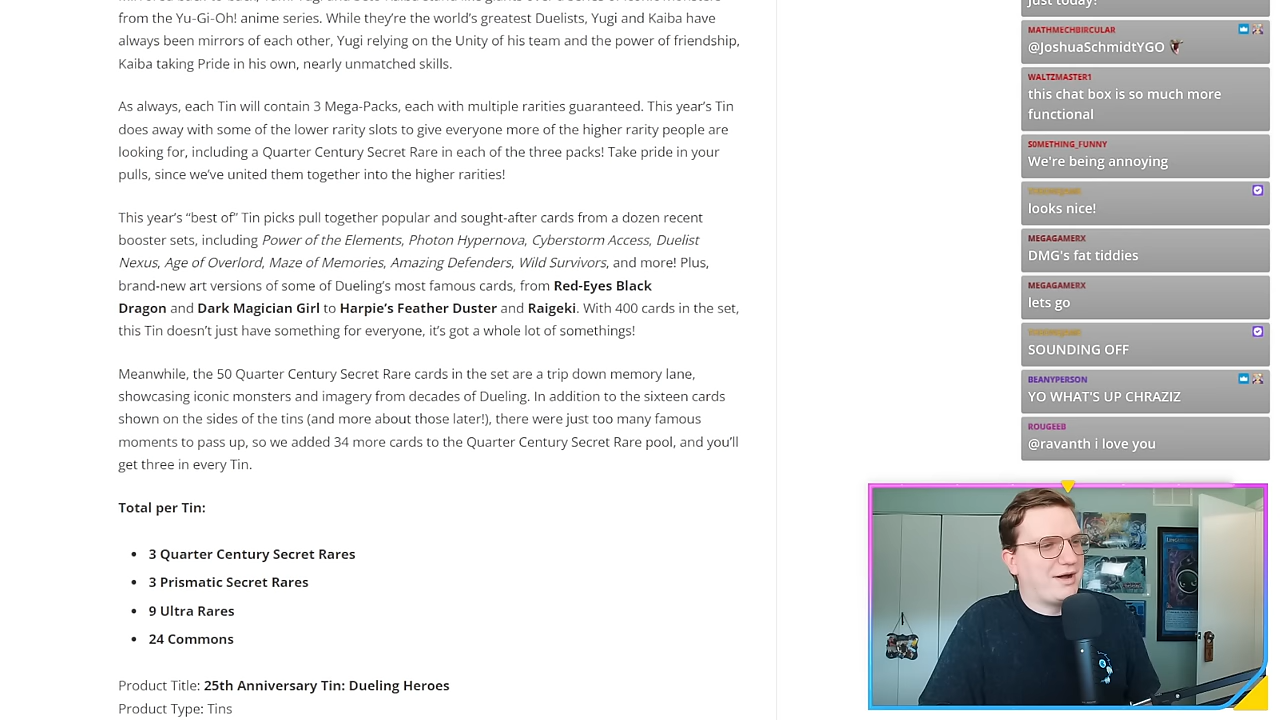 from the Yu-Gi-Oh! anime series. While they're the world's greatest Duelists, Yugi and Kaiba have
always been mirrors of each other, Yugi relying on the Unity of his team and the power of friendship,
Kaiba taking Pride in his own, nearly unmatched skills.
As always, each Tin will contain 3 Mega-Packs, each with multiple rarities guaranteed. This year's Tin
does away with some of the lower rarity slots to give everyone more of the higher rarity people are
looking for, including a Quarter Century Secret Rare in each of the three packs! Take pride in your
pulls, since we've united them together into the higher rarities!
This year's “best of” Tin picks pull together popular and sought-after cards from a dozen recent
booster sets, including Power of the Elements, Photon Hypernova, Cyberstorm Access, Duelist
Nexus, Age of Overlord, Maze of Memories, Amazing Defenders, Wild Survivors, and more! Plus,
brand-new art versions of some of Dueling's most famous cards, from Red-Eyes Black
Dragon and Dark Magician Girl to Harpie's Feather Duster and Raigeki. With 400 cards in the set,
this Tin doesn't just have something for everyone, it's got a whole lot of somethings!
Meanwhile, the 50 Quarter Century Secret Rare cards in the set are a trip down memory lane,
showcasing iconic monsters and imagery from decades of Dueling. In addition to the sixteen cards
shown on the sides of the tins (and more about those later!), there were just too many famous
moments to pass up, so we added 34 more cards to the Quarter Century Secret Rare pool, and you'll
get three in every Tin.
Total per Tin:
• 3 Quarter Century Secret Rares
• 3 Prismatic Secret Rares
• 9 Ultra Rares
• 24 Commons
Product Title: 25th Anniversary Tin: Dueling Heroes
Product Type: Tins
just today?
MATHMECHBIRCULAR
@JoshuaSchmidtYGO
WALTZMASTER1
this chat box is so much more
functional
S0METHING_FUNNY
We're being annoying
looks nice!
MEGAGAMERX
DMG's fat tiddies
MEGAGAMERX
lets go
SOUNDING OFF
BEANYPERSON
YO WHAT'S UP CHRAZIZ
ROUGEEB
@ravanth i love you